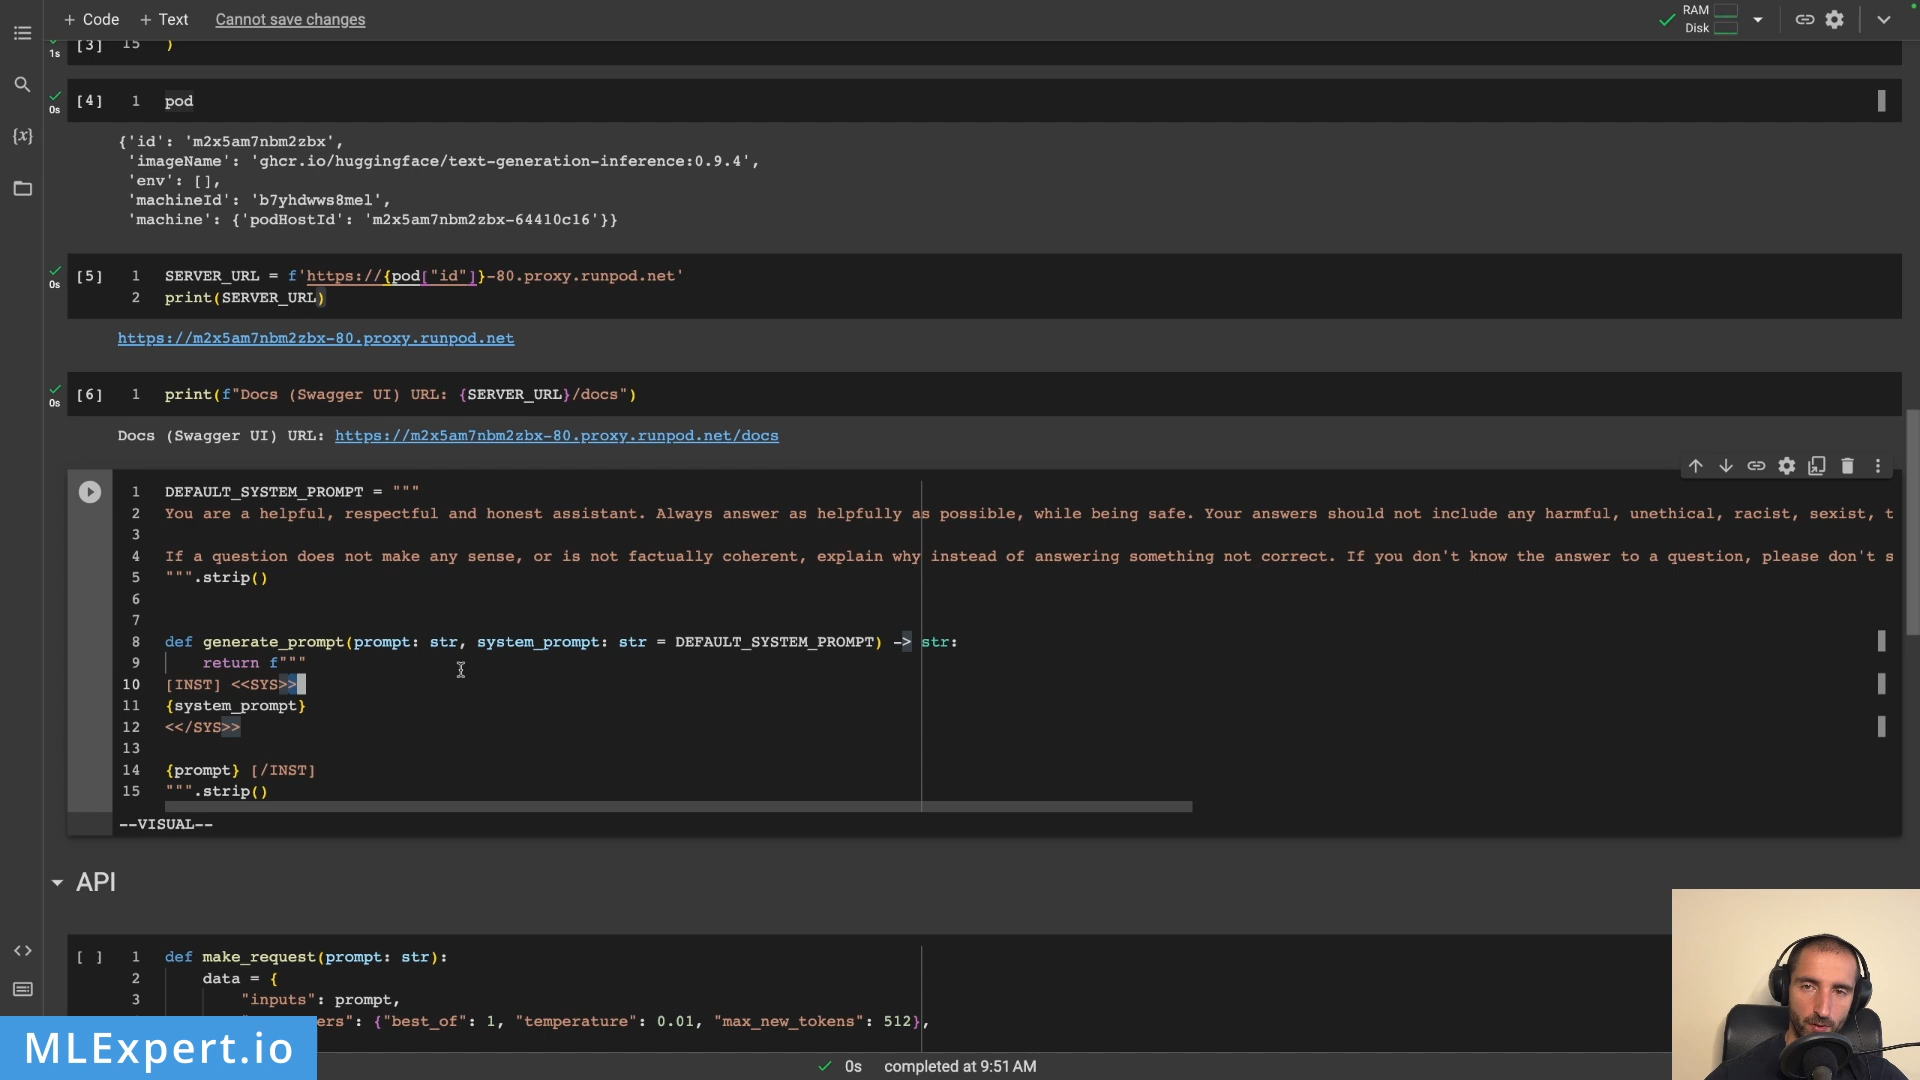 + Code + Text Cannot save changes
RAM
Disk
1s [3] 15 )
0s [4] 1 pod
{'id': 'm2x5am7nbm2zbx',
'imageName': 'ghcr.io/huggingface/text-generation-inference:0.9.4',
'env': [],
'machineId': 'b7yhdwws8mel',
'machine': {'podHostId': 'm2x5am7nbm2zbx-64410c16'}}
0s [5] 1 SERVER_URL = f'https://{pod["id"]}-80.proxy.runpod.net'
2 print(SERVER_URL)
https://m2x5am7nbm2zbx-80.proxy.runpod.net
0s [6] 1 print(f"Docs (Swagger UI) URL: {SERVER_URL}/docs")
Docs (Swagger UI) URL: https://m2x5am7nbm2zbx-80.proxy.runpod.net/docs
1 DEFAULT_SYSTEM_PROMPT = """
2 You are a helpful, respectful and honest assistant. Always answer as helpfully as possible, while being safe. Your answers should not include any harmful, unethical, racist, sexist, t
3
4 If a question does not make any sense, or is not factually coherent, explain why instead of answering something not correct. If you don't know the answer to a question, please don't s
5 """.strip()
6
7
8 def generate_prompt(prompt: str, system_prompt: str = DEFAULT_SYSTEM_PROMPT) -> str:
9 return f"""
10 [INST] <<SYS>>
11 {system_prompt}
12 <</SYS>>
13
14 {prompt} [/INST]
15 """.strip()
--VISUAL--
API
[ ] 1 def make_request(prompt: str):
2 data = {
3 "inputs": prompt,
ers": {"best_of": 1, "temperature": 0.01, "max_new_tokens": 512},
MLExpert.io
0s completed at 9:51 AM